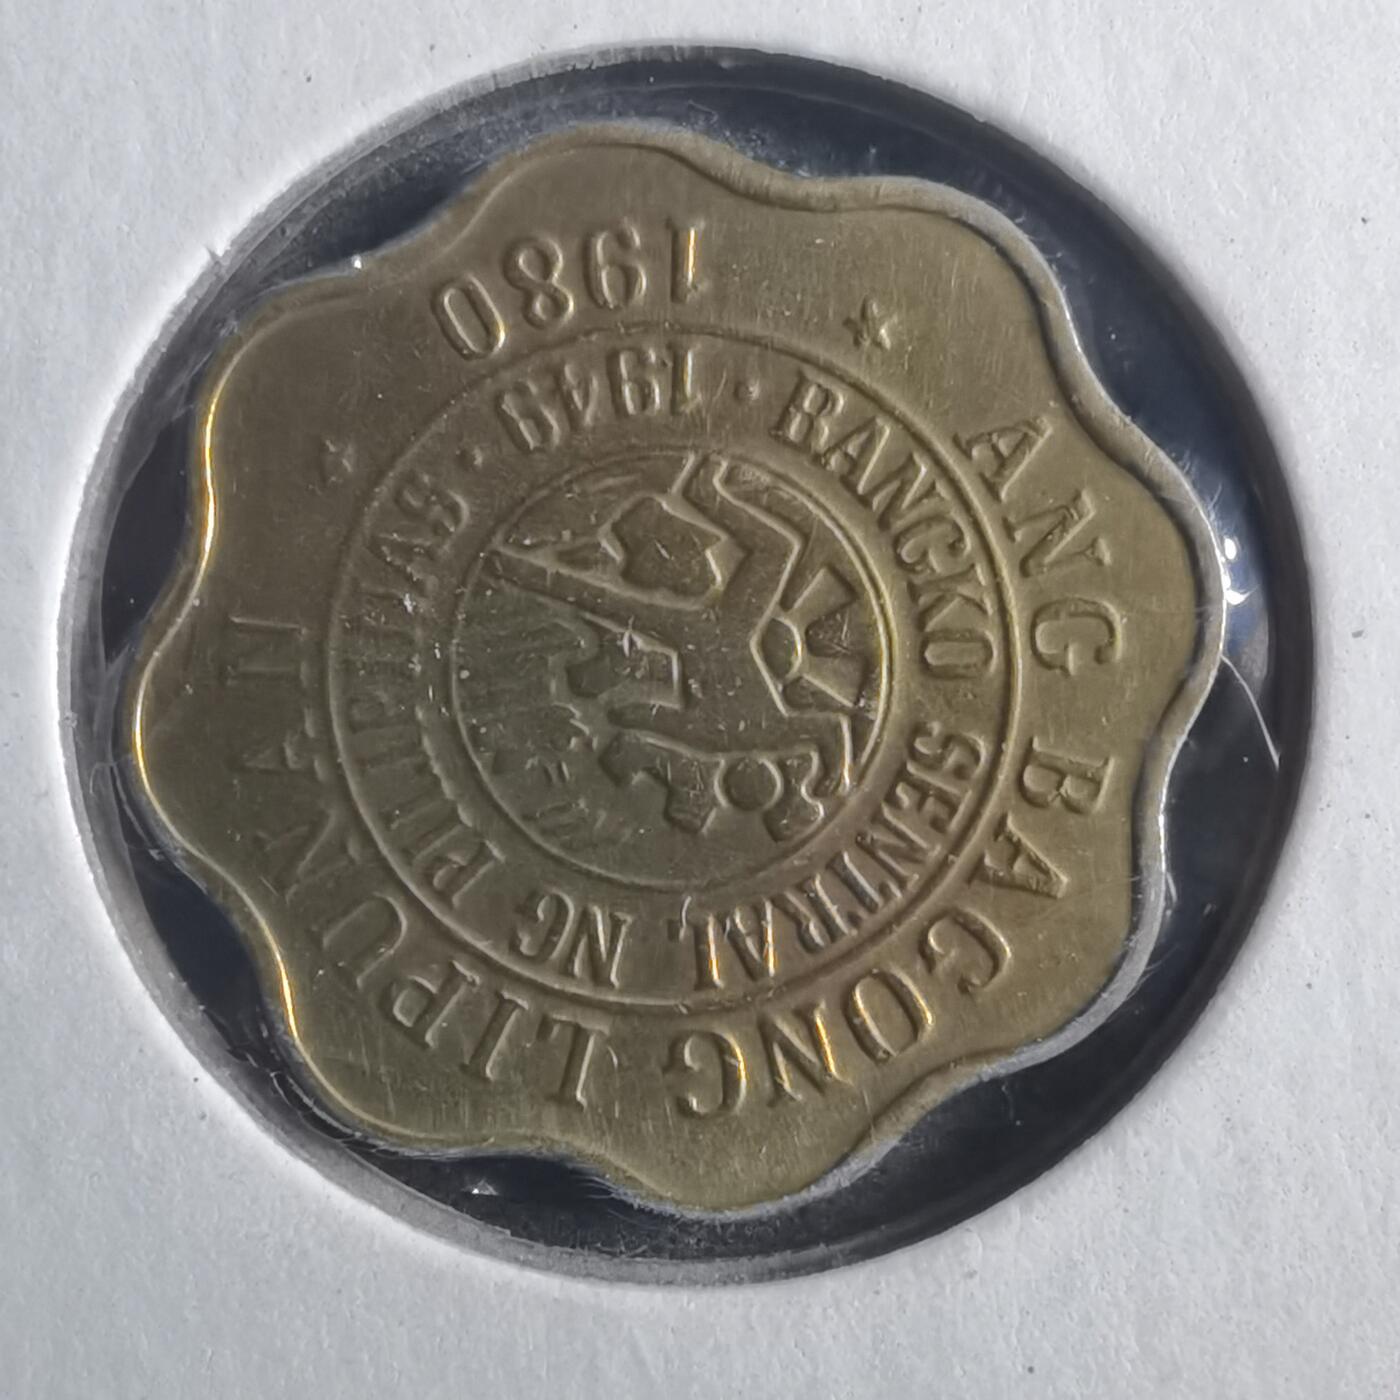 ANG BAGONG LIPUNAN
1980
BANGKO SENTRAL NG PILIPINAS
1949